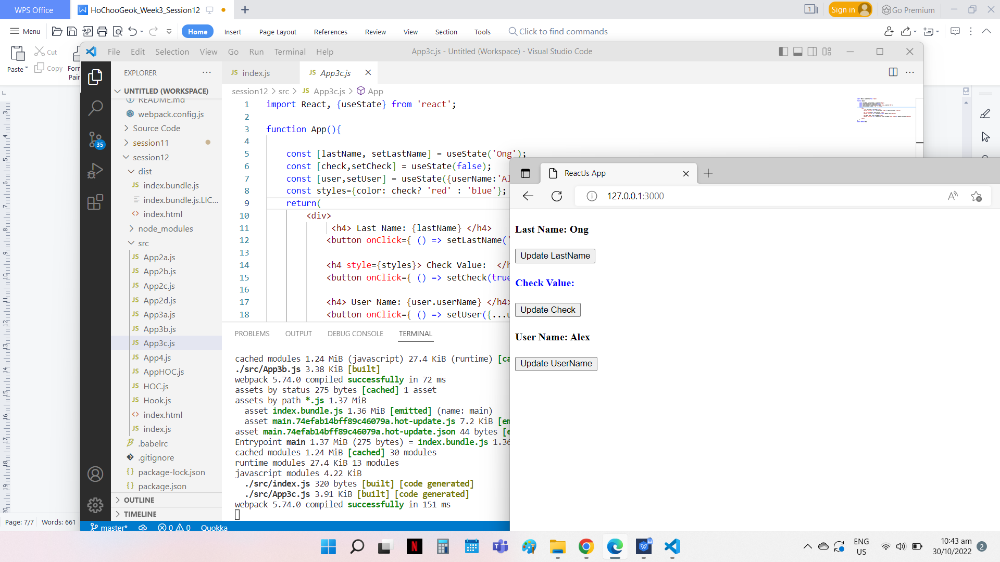 WPS Office
HoChooGeok_Week3_Session12
Sign in
Go Premium
Menu
Home
Insert
Page Layout
References
Review
View
Section
Tools
Click to find commands
Paste
Cut
Copy
File Edit Selection View Go Run Terminal Help
App3c.js - Untitled (Workspace) - Visual Studio Code
EXPLORER
UNTITLED (WORKSPACE)
README.md
webpack.config.js
Source Code
session11
session12
dist
index.bundle.js
index.bundle.js.LIC...
index.html
node_modules
src
App2a.js
App2b.js
App2c.js
App2d.js
App3a.js
App3b.js
App3c.js
App4.js
AppHOC.js
HOC.js
Hook.js
index.html
index.js
.babelrc
.gitignore
package-lock.json
package.json
OUTLINE
TIMELINE
35
index.js
App3c.js
session12 > src > JS App3c.js > App
1 import React, {useState} from 'react';
2
3 function App(){
4
5 const [lastName, setLastName] = useState('Ong');
6 const [check,setCheck] = useState(false);
7 const [user,setUser] = useState({userName:'Al
8 const styles={color: check? 'red' : 'blue'};
9 return(
10 <div>
11 <h4> Last Name: {lastName} </h4>
12 <button onClick={ () => setLastName('
13
14 <h4 style={styles}> Check Value: </h
15 <button onClick={ () => setCheck(true
16
17 <h4> User Name: {user.userName} </h4>
18 <button onClick={ () => setUser({...u
PROBLEMS OUTPUT DEBUG CONSOLE TERMINAL
cached modules 1.24 MiB (javascript) 27.4 KiB (runtime) [ca
./src/App3b.js 3.38 KiB [built]
webpack 5.74.0 compiled successfully in 72 ms
assets by status 275 bytes [cached] 1 asset
assets by path *.js 1.37 MiB
asset index.bundle.js 1.36 MiB [emitted] (name: main)
asset main.74efab14bff89c46079a.hot-update.js 7.2 KiB [em
asset main.74efab14bff89c46079a.hot-update.json 44 bytes [e
Entrypoint main 1.37 MiB (275 bytes) = index.bundle.js 1.36
cached modules 1.24 MiB [cached] 30 modules
runtime modules 27.4 KiB 13 modules
javascript modules 4.22 KiB
./src/index.js 320 bytes [built] [code generated]
./src/App3c.js 3.91 KiB [built] [code generated]
webpack 5.74.0 compiled successfully in 151 ms
master*
0
0
Quokka
ReactJs App
127.0.0.1:3000
Last Name: Ong
Update LastName
Check Value:
Update Check
User Name: Alex
Update UserName
Page: 7/7 Words: 661
ENG
US
10:43 am
30/10/2022
2